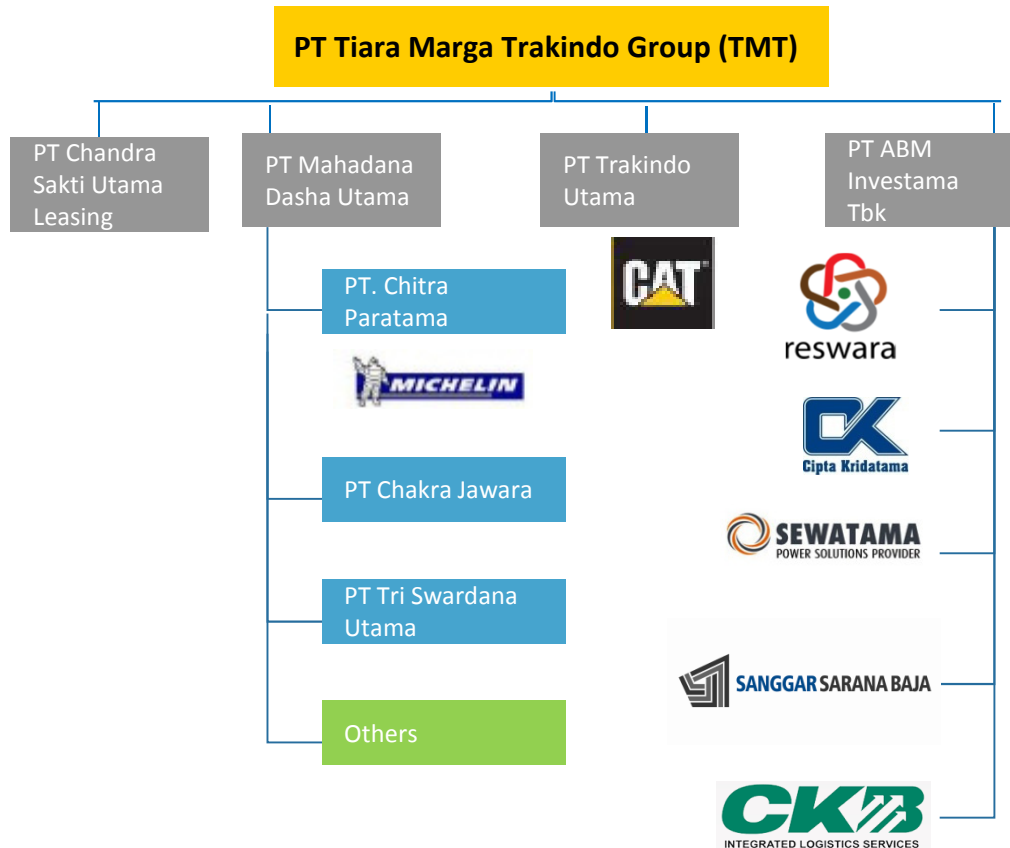 PT Tiara Marga Trakindo Group (TMT)
PT Chandra
Sakti Utama
Leasing
PT Mahadana
Dasha Utama
PT Trakindo
Utama
PT ABM
Investama
Tbk
PT. Chitra
Paratama
MICHELIN
PT Chakra Jawara
PT Tri Swardana
Utama
Others
CAT
reswara
CK
Cipta Kridatama
SEWATAMA
POWER SOLUTIONS PROVIDER
SANGGAR SARANA BAJA
CKB
INTEGRATED LOGISTICS SERVICES